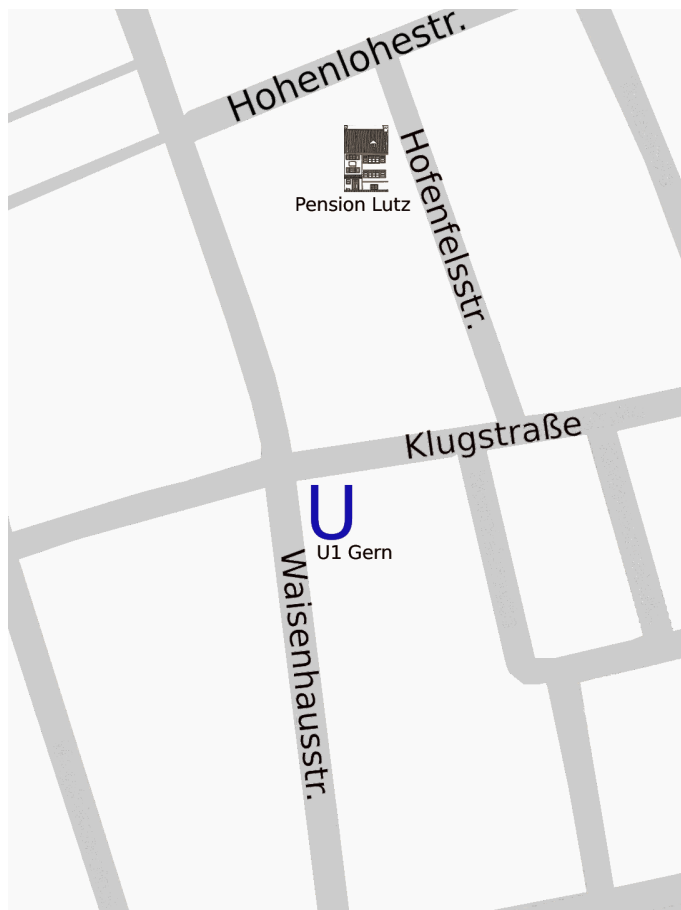 Hohenlohestr.
Hofenfelsstr.
Pension Lutz
Klugstraße
U
U1 Gern
Waisenhausstr.